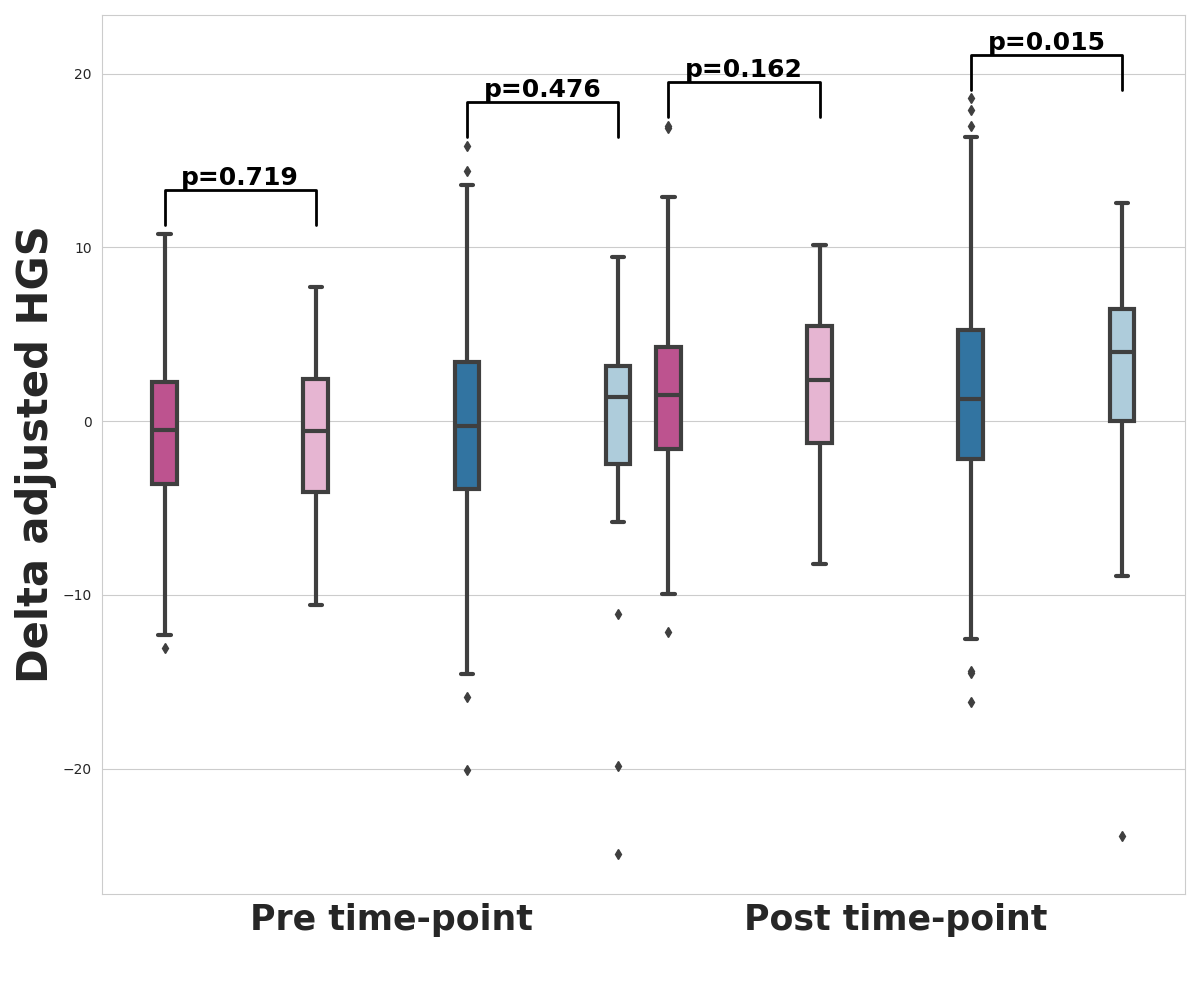 Delta adjusted HGS
20
10
0
−10
−20
p=0.719
p=0.476
p=0.162
p=0.015
Pre time-point
Post time-point